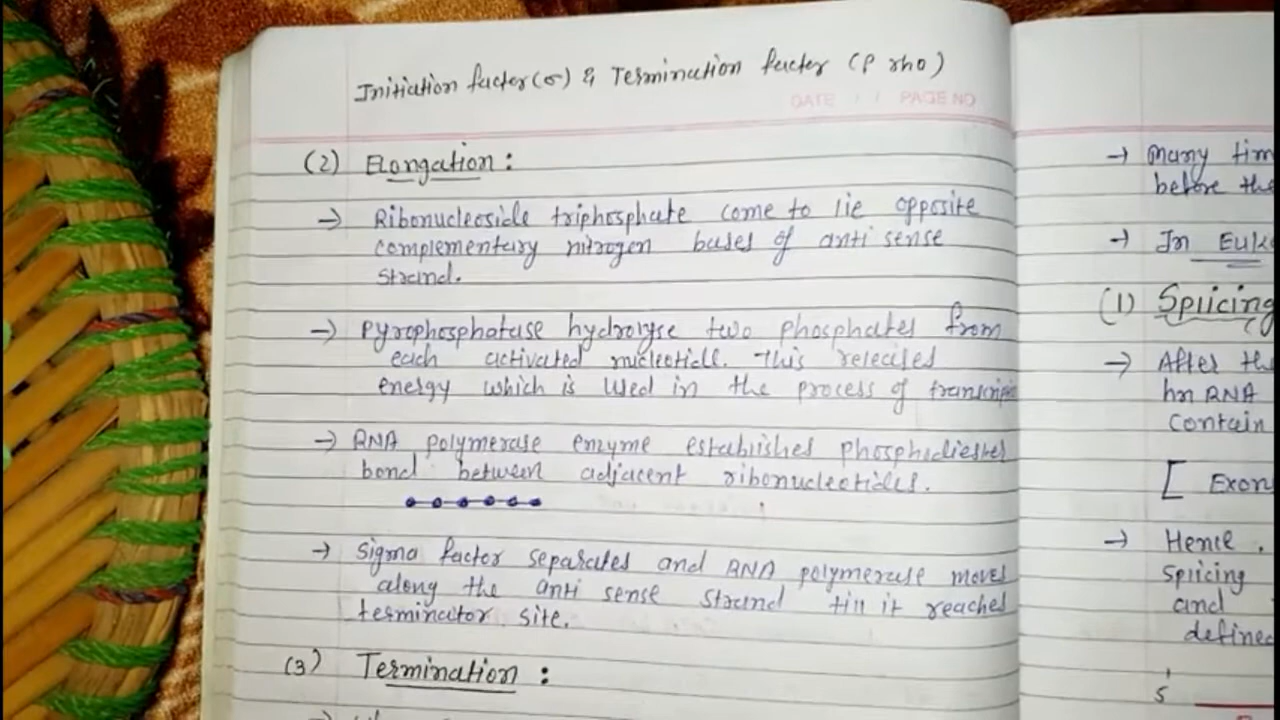 Initiation factor (σ) & Termination factor (ρ rho)
DATE / / PAGE NO
(2) Elongation :
→ Ribonucleoside triphosphate come to lie opposite
complementary nitrogen bases of anti sense
strand.
→ Pyrophosphatase hydrolyse two phosphates from
each activated nucleotide. This releases
energy which is used in the process of transcrip
→ RNA polymerase enzyme establishes phosphodiester
bond between adjacent ribonucleotides.
→ Sigma factor separates and RNA polymerase moves
along the anti sense strand till it reached
terminator site.
(3) Termination :
→ Many tim
before the
→ In Euk
(1) Splicing
→ After th
hn RNA
contain
[ Exon
→ Hence .
splicing
and
defined
5'